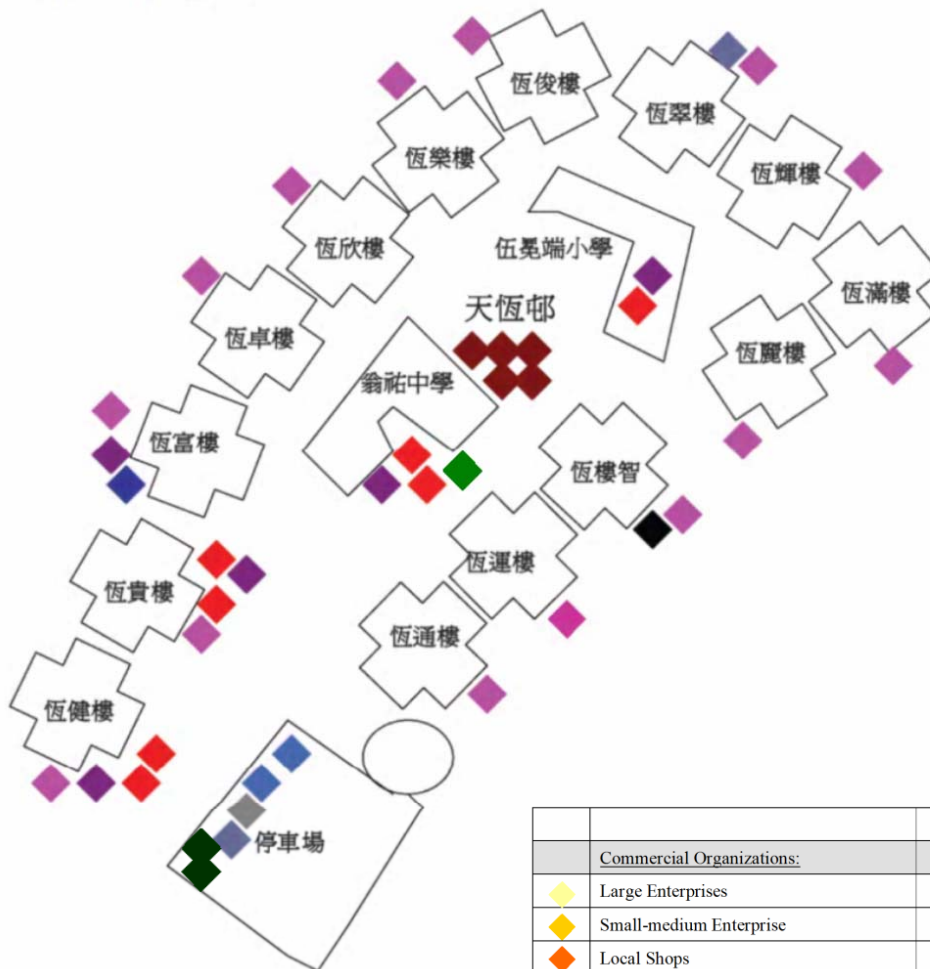 恆俊樓
恆翠樓
恆樂樓
恆輝樓
恆欣樓
伍冕端小學
恆滿樓
天恆邨
恆卓樓
恆麗樓
翁祐中學
恆富樓
恆樓智
恆運樓
恆貴樓
恆通樓
恆健樓
停車場
Commercial Organizations:
Large Enterprises
Small-medium Enterprise
Local Shops